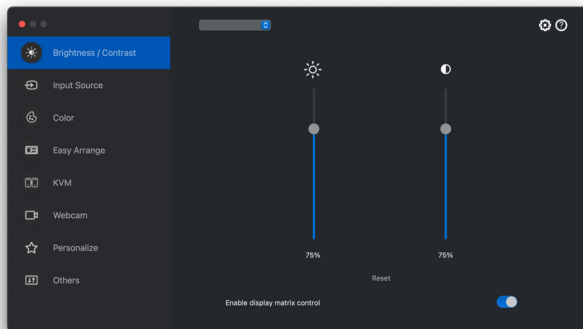 Brightness / Contrast
Input Source
Color
Easy Arrange
KVM
Webcam
Personalize
Others
75%
75%
Reset
Enable display matrix control